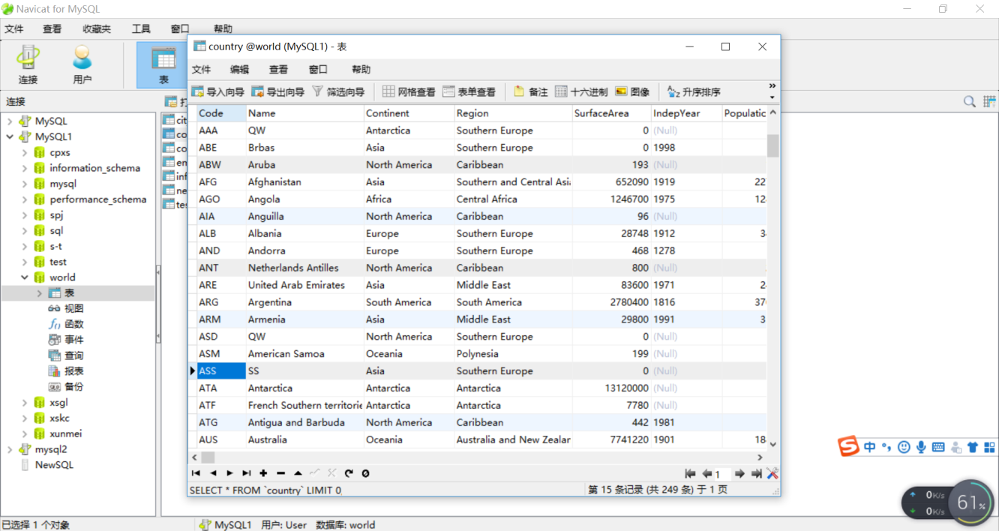 Navicat for MySQL
文件 查看 收藏夹 工具 窗口 帮助
连接 用户 表
country @world (MySQL1) - 表
文件 编辑 查看 窗口 帮助
导入向导 导出向导 筛选向导 网格查看 表单查看 备注 十六进制 图像 升序排序
连接
MySQL
MySQL1
cpxs
information_schema
mysql
performance_schema
spj
sql
s-t
test
world
表
视图
函数
事件
查询
报表
备份
xsgl
xskc
xunmei
mysql2
NewSQL
Code Name Continent Region SurfaceArea IndepYear Populatic
AAA QW Antarctica Southern Europe 0 (Null)
ABE Brbas Asia Southern Europe 0 1998
ABW Aruba North America Caribbean 193 (Null)
AFG Afghanistan Asia Southern and Central Asi 652090 1919 22
AGO Angola Africa Central Africa 1246700 1975 12
AIA Anguilla North America Caribbean 96 (Null)
ALB Albania Europe Southern Europe 28748 1912 3
AND Andorra Europe Southern Europe 468 1278
ANT Netherlands Antilles North America Caribbean 800 (Null)
ARE United Arab Emirates Asia Middle East 83600 1971 2
ARG Argentina South America South America 2780400 1816 37
ARM Armenia Asia Middle East 29800 1991 3
ASD QW North America Southern Europe 0 (Null)
ASM American Samoa Oceania Polynesia 199 (Null)
ASS SS Asia Southern Europe 0 (Null)
ATA Antarctica Antarctica Antarctica 13120000 (Null)
ATF French Southern territorie Antarctica Antarctica 7780 (Null)
ATG Antigua and Barbuda North America Caribbean 442 1981
AUS Australia Oceania Australia and New Zealar 7741220 1901 18
1
SELECT * FROM `country` LIMIT 0 第 15 条记录 (共 249 条) 于 1 页
中
0K/s
0K/s
61%
已选择 1 个对象 MySQL1 用户: User 数据库: world